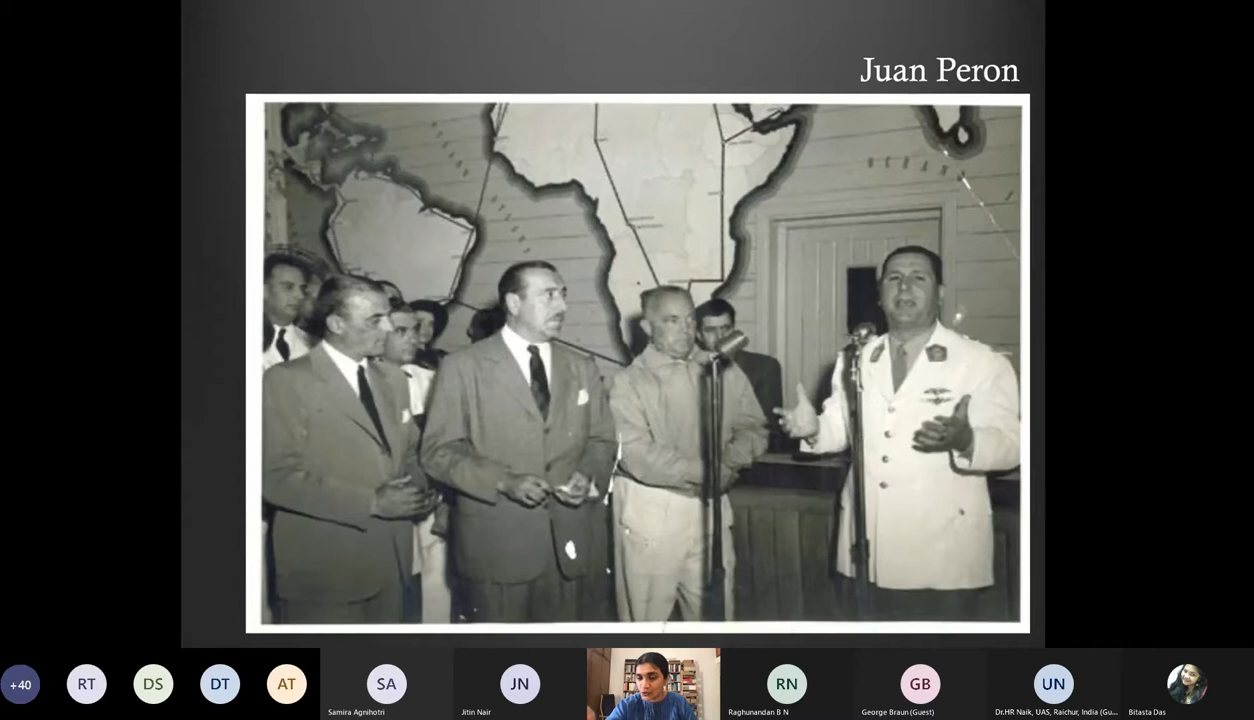 Juan Peron
OCEANO
+40
RT
DS
DT
AT
SA
Samira Agnihotri
JN
Jitin Nair
RN
Raghunandan B N
GB
George Braun (Guest)
UN
Dr.HR Naik, UAS, Raichur, India (Gu...
Bitasta Das